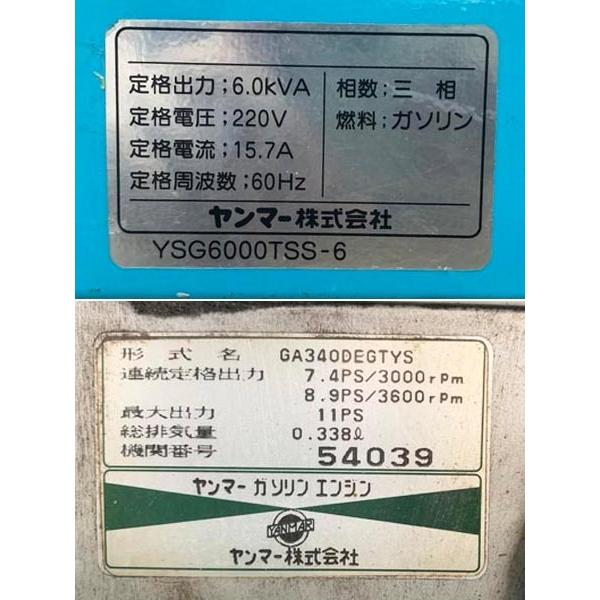 定格出力;6.0kVA 相数;三 相
定格電圧;220V 燃料;ガソリン
定格電流;15.7A
定格周波数;60Hz
ヤンマー株式会社
YSG6000TSS-6
形式名 GA340DEGTYS
連続定格出力 7.4PS/3000rpm
8.9PS/3600rpm
最大出力 11PS
総排気量 0.338ℓ
機関番号 54039
ヤンマー ガソリン エンジン
YANMAR
ヤンマー株式会社